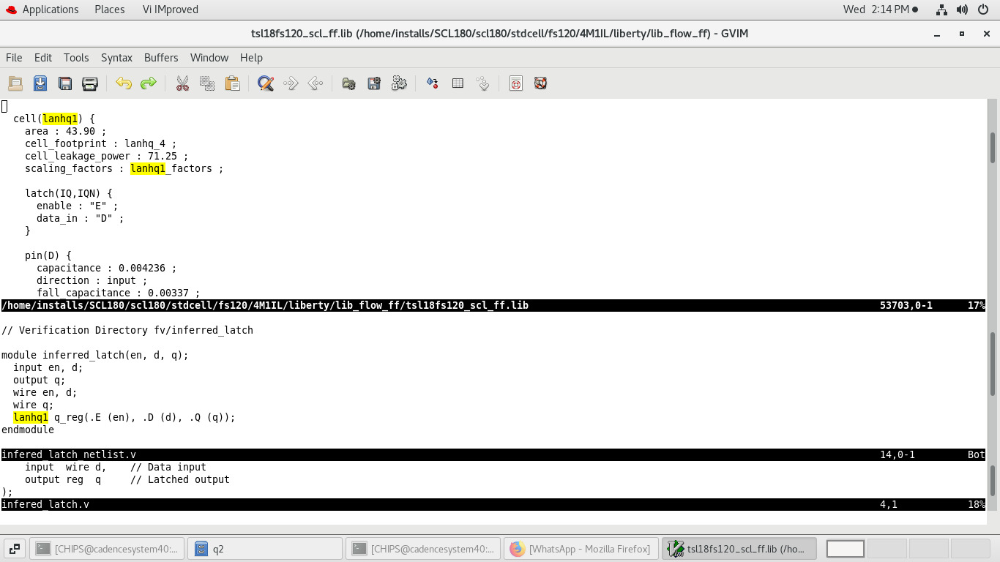 Applications Places Vi IMproved Wed 2:14 PM
tsl18fs120_scl_ff.lib (/home/installs/SCL180/scl180/stdcell/fs120/4M1IL/liberty/lib_flow_ff) - GVIM
File Edit Tools Syntax Buffers Window Help
cell(lanhq1) {
area : 43.90 ;
cell_footprint : lanhq_4 ;
cell_leakage_power : 71.25 ;
scaling_factors : lanhq1_factors ;
latch(IQ,IQN) {
enable : "E" ;
data_in : "D" ;
}
pin(D) {
capacitance : 0.004236 ;
direction : input ;
fall_capacitance : 0.00337 ;
/home/installs/SCL180/scl180/stdcell/fs120/4M1IL/liberty/lib_flow_ff/tsl18fs120_scl_ff.lib 53703,0-1 17%
// Verification Directory fv/inferred_latch
module inferred_latch(en, d, q);
input en, d;
output q;
wire en, d;
wire q;
lanhq1 q_reg(.E (en), .D (d), .Q (q));
endmodule
infered_latch_netlist.v 14,0-1 Bot
input  wire d,    // Data input
output reg  q     // Latched output
);
infered_latch.v 4,1 18%
[CHIPS@cadencesystem40:... q2 [CHIPS@cadencesystem40:... [WhatsApp - Mozilla Firefox] tsl18fs120_scl_ff.lib (/ho...